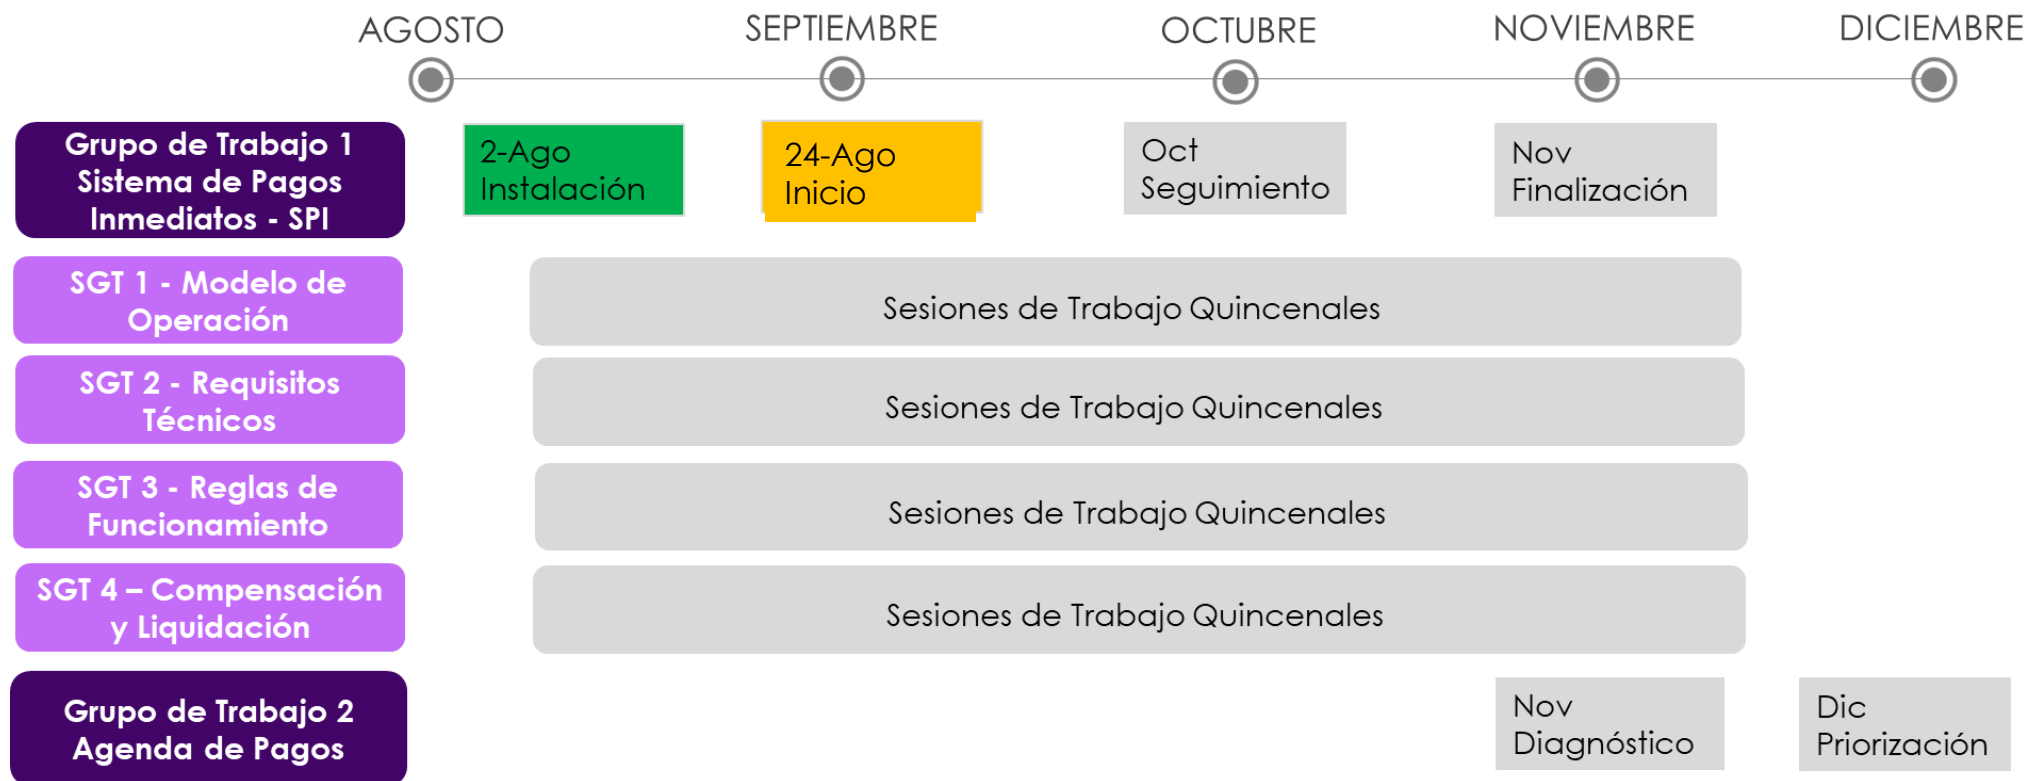 AGOSTO
SEPTIEMBRE
OCTUBRE
NOVIEMBRE
DICIEMBRE
Grupo de Trabajo 1
Sistema de Pagos
Inmediatos - SPI
2-Ago
Instalación
24-Ago
Inicio
Oct
Seguimiento
Nov
Finalización
SGT 1 - Modelo de
Operación
Sesiones de Trabajo Quincenales
SGT 2 - Requisitos
Técnicos
Sesiones de Trabajo Quincenales
SGT 3 - Reglas de
Funcionamiento
Sesiones de Trabajo Quincenales
SGT 4 – Compensación
y Liquidación
Sesiones de Trabajo Quincenales
Grupo de Trabajo 2
Agenda de Pagos
Nov
Diagnóstico
Dic
Priorización